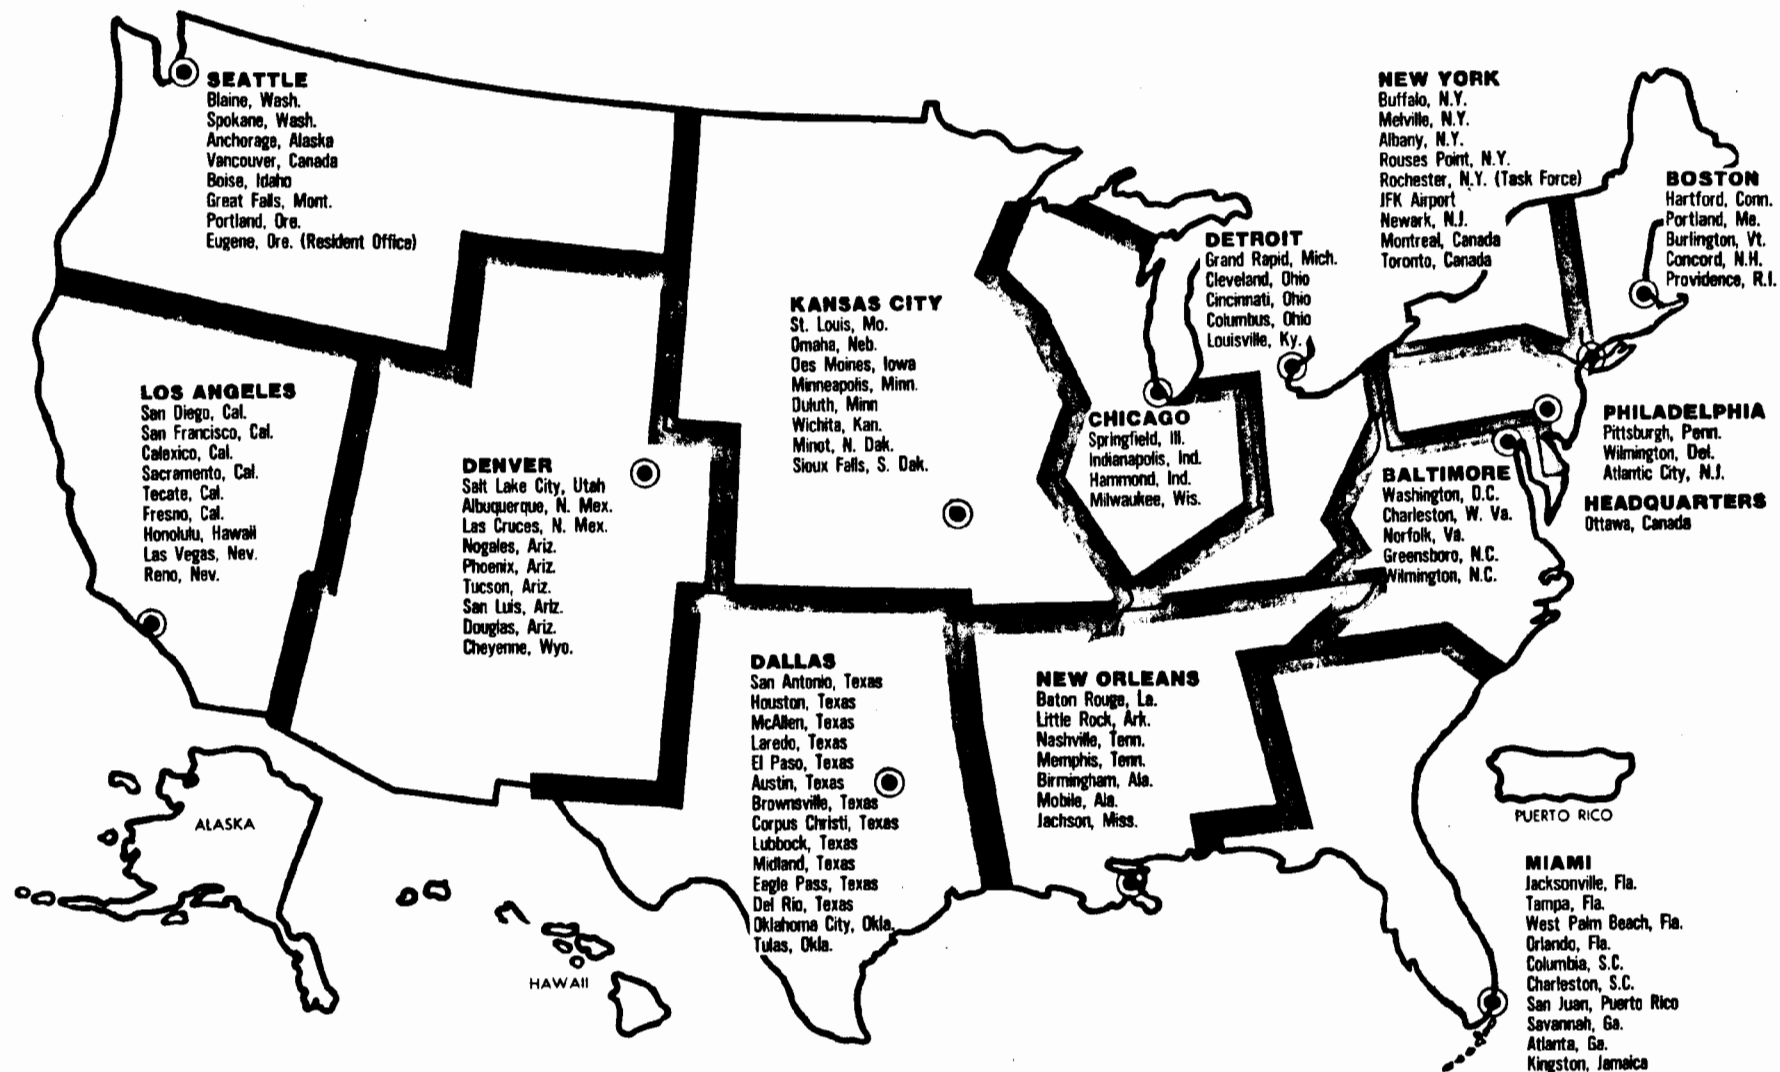 SEATTLE
Blaine, Wash.
Spokane, Wash.
Anchorage, Alaska
Vancouver, Canada
Boise, Idaho
Great Falls, Mont.
Portland, Ore.
Eugene, Ore. (Resident Office)
LOS ANGELES
San Diego, Cal.
San Francisco, Cal.
Calexico, Cal.
Sacramento, Cal.
Tecate, Cal.
Fresno, Cal.
Honolulu, Hawaii
Las Vegas, Nev.
Reno, Nev.
DENVER
Salt Lake City, Utah
Albuquerque, N. Mex.
Las Cruces, N. Mex.
Nogales, Ariz.
Phoenix, Ariz.
Tucson, Ariz.
San Luis, Ariz.
Douglas, Ariz.
Cheyenne, Wyo.
KANSAS CITY
St. Louis, Mo.
Omaha, Neb.
Des Moines, Iowa
Minneapolis, Minn.
Duluth, Minn
Wichita, Kan.
Minot, N. Dak.
Sioux Falls, S. Dak.
DALLAS
San Antonio, Texas
Houston, Texas
McAllen, Texas
Laredo, Texas
El Paso, Texas
Austin, Texas
Brownsville, Texas
Corpus Christi, Texas
Lubbock, Texas
Midland, Texas
Eagle Pass, Texas
Del Rio, Texas
Oklahoma City, Okla.
Tulas, Okla.
CHICAGO
Springfield, Ill.
Indianapolis, Ind.
Hammond, Ind.
Milwaukee, Wis.
DETROIT
Grand Rapid, Mich.
Cleveland, Ohio
Cincinnati, Ohio
Columbus, Ohio
Louisville, Ky.
NEW ORLEANS
Baton Rouge, La.
Little Rock, Ark.
Nashville, Tenn.
Memphis, Tenn.
Birmingham, Ala.
Mobile, Ala.
Jachson, Miss.
NEW YORK
Buffalo, N.Y.
Melville, N.Y.
Albany, N.Y.
Rouses Point, N.Y.
Rochester, N.Y. (Task Force)
JFK Airport
Newark, N.J.
Montreal, Canada
Toronto, Canada
BOSTON
Hartford, Conn.
Portland, Me.
Burlington, Vt.
Concord, N.H.
Providence, R.I.
PHILADELPHIA
Pittsburgh, Penn.
Wilmington, Del.
Atlantic City, N.J.
BALTIMORE
Washington, D.C.
Charleston, W. Va.
Norfolk, Va.
Greensboro, N.C.
Wilmington, N.C.
HEADQUARTERS
Ottawa, Canada
PUERTO RICO
MIAMI
Jacksonville, Fla.
Tampa, Fla.
West Palm Beach, Fla.
Orlando, Fla.
Columbia, S.C.
Charleston, S.C.
San Juan, Puerto Rico
Savannah, Ga.
Atlanta, Ga.
Kingston, Jamaica
ALASKA
HAWAII